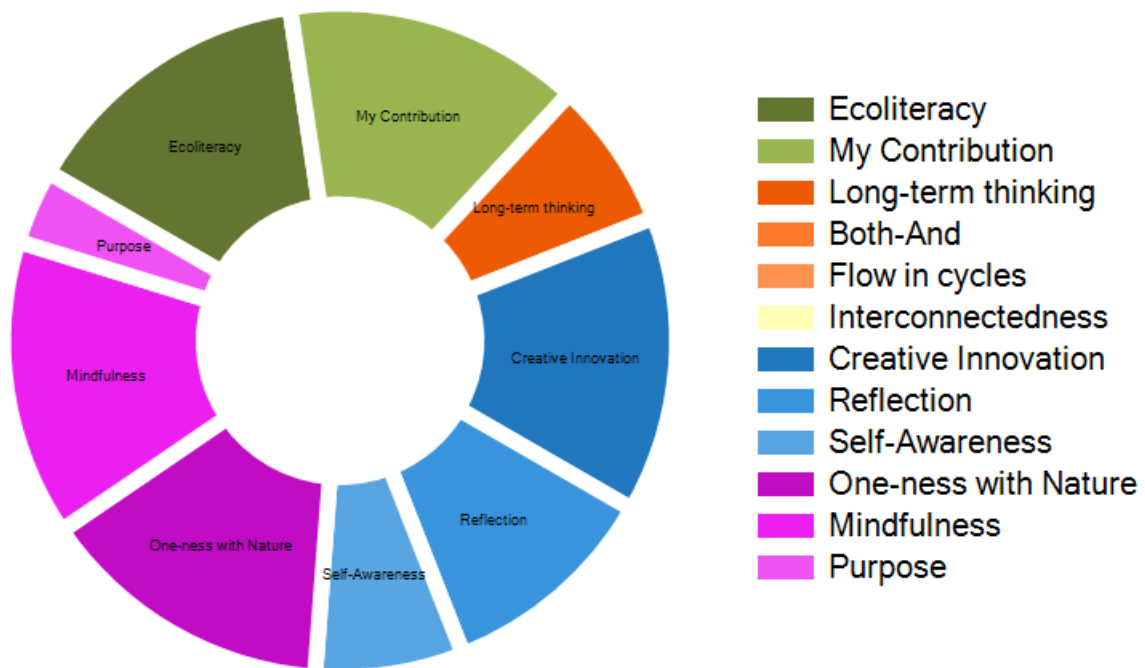 My Contribution
Ecoliteracy
Long-term thinking
Purpose
Creative Innovation
Mindfulness
Reflection
One-ness with Nature
Self-Awareness
Ecoliteracy
My Contribution
Long-term thinking
Both-And
Flow in cycles
Interconnectedness
Creative Innovation
Reflection
Self-Awareness
One-ness with Nature
Mindfulness
Purpose